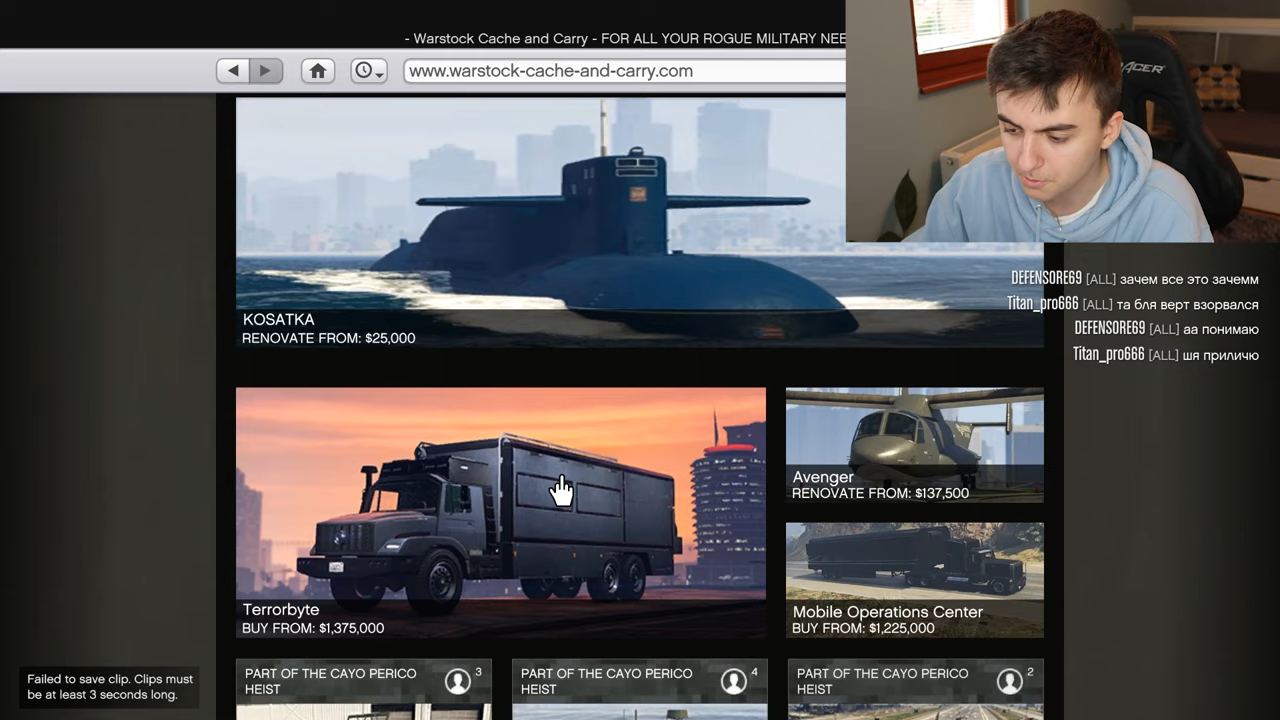 - Warstock Cache and Carry - FOR ALL YOUR ROGUE MILITARY NEE
www.warstock-cache-and-carry.com
ACER
KOSATKA
RENOVATE FROM: $25,000
DEFENSORE69 [ALL] зачем все это зачемм
Titan_pro666 [ALL] та бля верт взорвался
DEFENSORE69 [ALL] аа понимаю
Titan_pro666 [ALL] шя приличю
Terrorbyte
BUY FROM: $1,375,000
Avenger
RENOVATE FROM: $137,500
Mobile Operations Center
BUY FROM: $1,225,000
PART OF THE CAYO PERICO
HEIST
3
PART OF THE CAYO PERICO
HEIST
4
PART OF THE CAYO PERICO
HEIST
2
Failed to save clip. Clips must
be at least 3 seconds long.